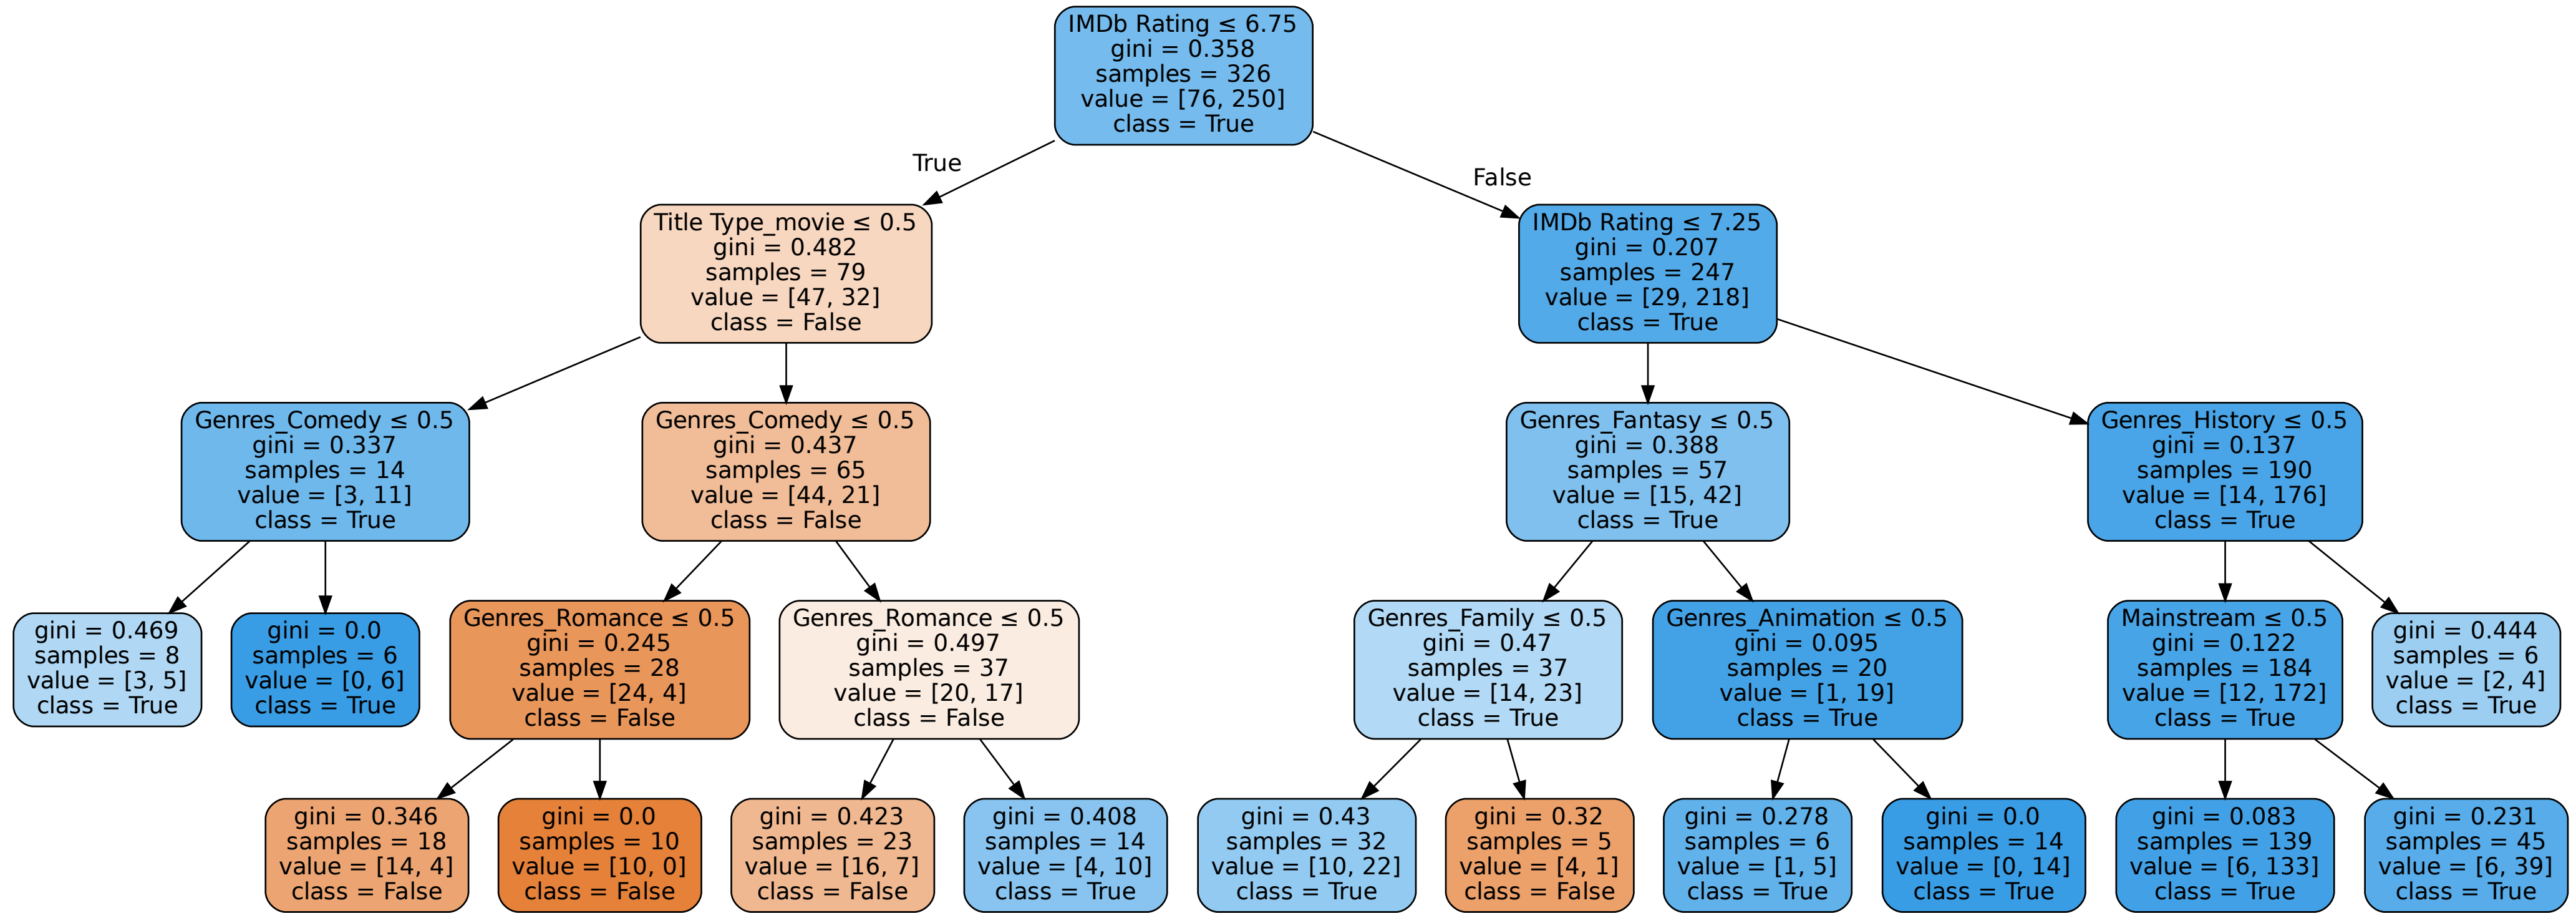 IMDb Rating ≤ 6.75
gini = 0.358
samples = 326
value = [76, 250]
class = True
True
False
Title Type_movie ≤ 0.5
gini = 0.482
samples = 79
value = [47, 32]
class = False
IMDb Rating ≤ 7.25
gini = 0.207
samples = 247
value = [29, 218]
class = True
Genres_Comedy ≤ 0.5
gini = 0.337
samples = 14
value = [3, 11]
class = True
Genres_Comedy ≤ 0.5
gini = 0.437
samples = 65
value = [44, 21]
class = False
Genres_Fantasy ≤ 0.5
gini = 0.388
samples = 57
value = [15, 42]
class = True
Genres_History ≤ 0.5
gini = 0.137
samples = 190
value = [14, 176]
class = True
gini = 0.469
samples = 8
value = [3, 5]
class = True
gini = 0.0
samples = 6
value = [0, 6]
class = True
Genres_Romance ≤ 0.5
gini = 0.245
samples = 28
value = [24, 4]
class = False
Genres_Romance ≤ 0.5
gini = 0.497
samples = 37
value = [20, 17]
class = False
Genres_Family ≤ 0.5
gini = 0.47
samples = 37
value = [14, 23]
class = True
Genres_Animation ≤ 0.5
gini = 0.095
samples = 20
value = [1, 19]
class = True
Mainstream ≤ 0.5
gini = 0.122
samples = 184
value = [12, 172]
class = True
gini = 0.444
samples = 6
value = [2, 4]
class = True
gini = 0.346
samples = 18
value = [14, 4]
class = False
gini = 0.0
samples = 10
value = [10, 0]
class = False
gini = 0.423
samples = 23
value = [16, 7]
class = False
gini = 0.408
samples = 14
value = [4, 10]
class = True
gini = 0.43
samples = 32
value = [10, 22]
class = True
gini = 0.32
samples = 5
value = [4, 1]
class = False
gini = 0.278
samples = 6
value = [1, 5]
class = True
gini = 0.0
samples = 14
value = [0, 14]
class = True
gini = 0.083
samples = 139
value = [6, 133]
class = True
gini = 0.231
samples = 45
value = [6, 39]
class = True